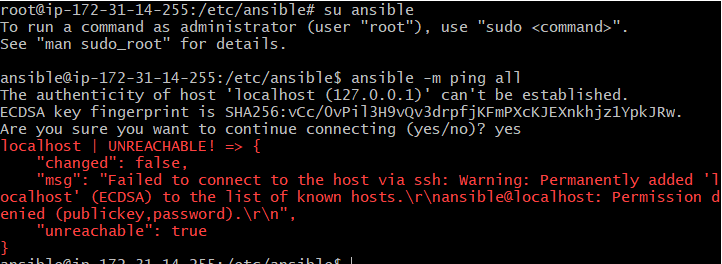 root@ip-172-31-14-255:/etc/ansible# su ansible
To run a command as administrator (user "root"), use "sudo <command>".
See "man sudo_root" for details.
ansible@ip-172-31-14-255:/etc/ansible$ ansible -m ping all
The authenticity of host 'localhost (127.0.0.1)' can't be established.
ECDSA key fingerprint is SHA256:vCc/0vPil3H9vQv3drpfjKFmPXcKJEXnkhjz1YpkJRw.
Are you sure you want to continue connecting (yes/no)? yes
localhost | UNREACHABLE! => {
    "changed": false,
    "msg": "Failed to connect to the host via ssh: Warning: Permanently added 'l
ocalhost' (ECDSA) to the list of known hosts.\r\nansible@localhost: Permission d
enied (publickey,password).\r\n",
    "unreachable": true
}
ansible@ip-172-31-14-255:/etc/ansible$